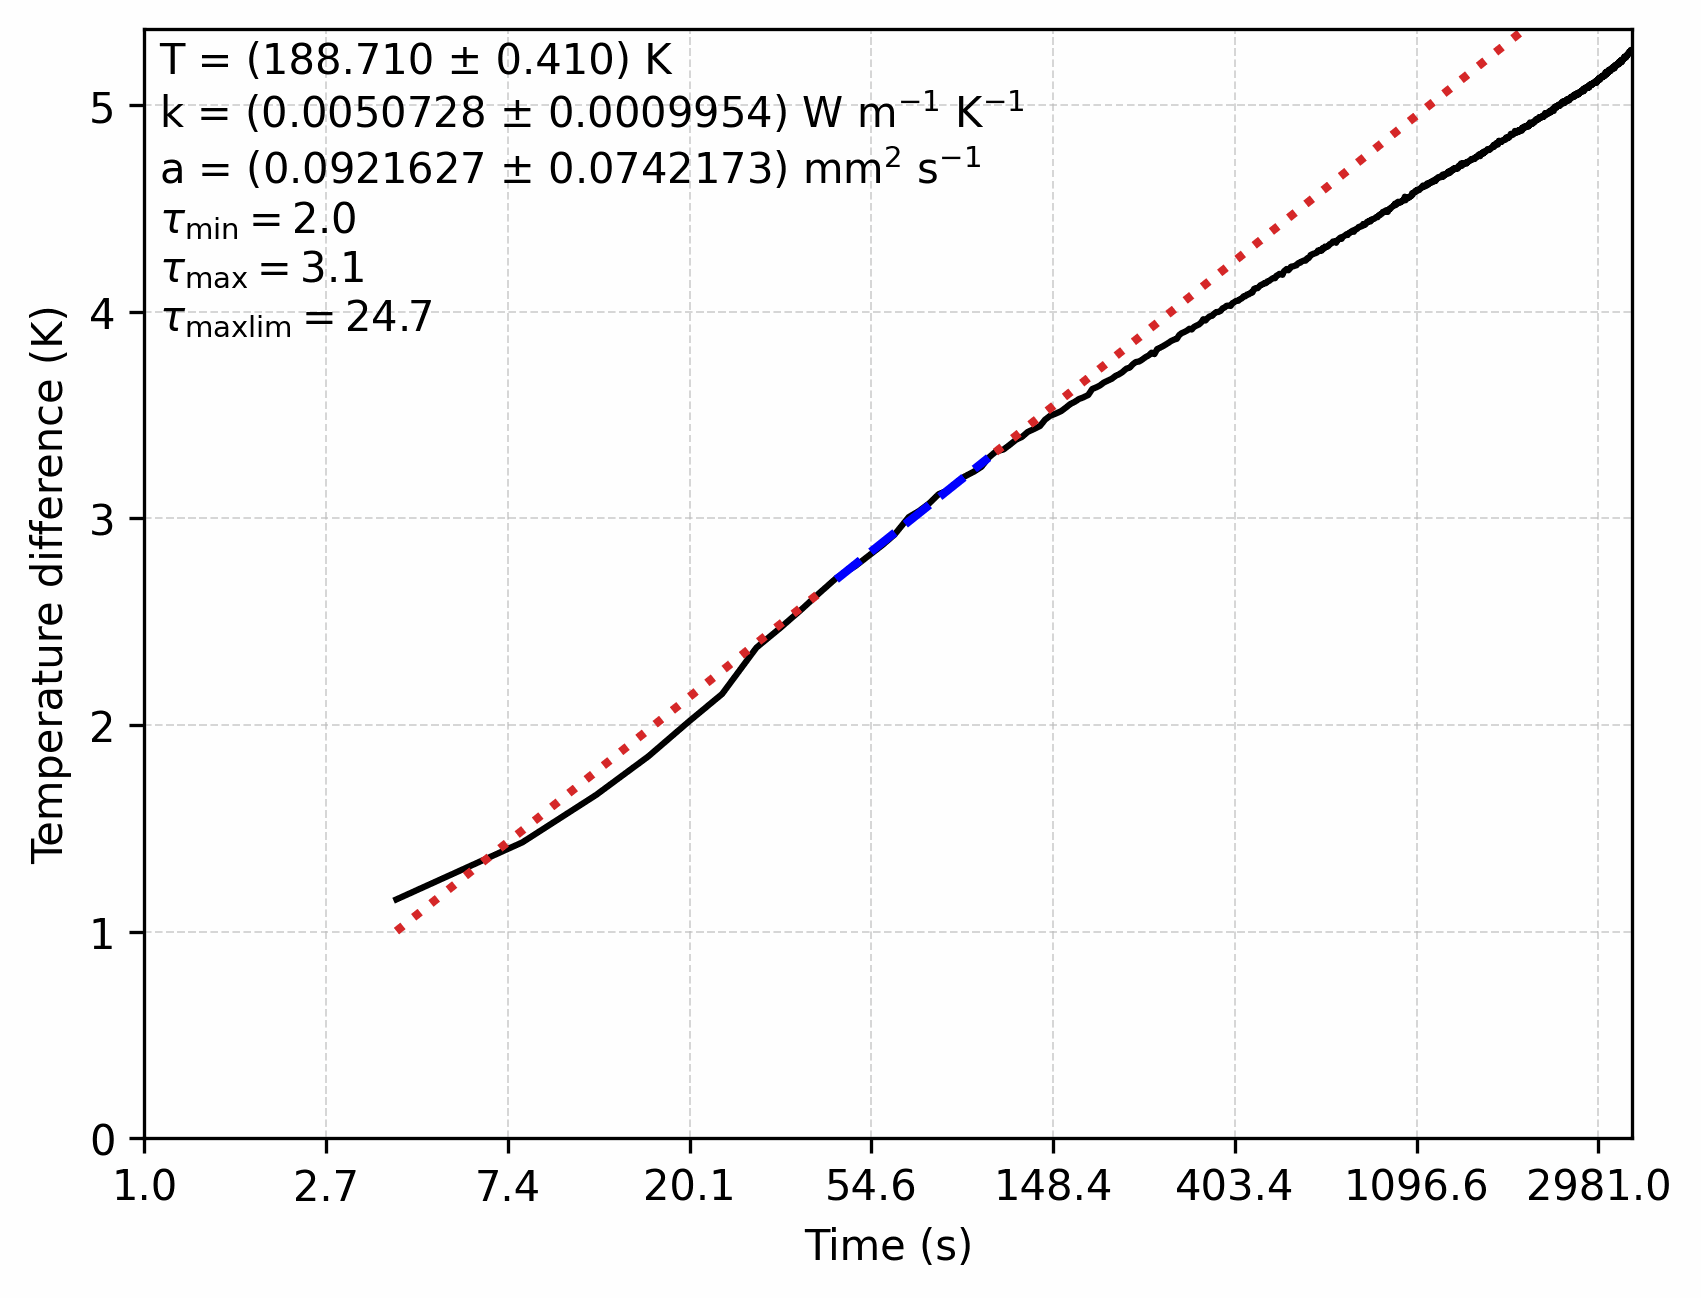 T = (188.710 ± 0.410) K
k = (0.0050728 ± 0.0009954) W m⁻¹ K⁻¹
a = (0.0921627 ± 0.0742173) mm² s⁻¹
τmin = 2.0
τmax = 3.1
τmaxlim = 24.7
Temperature difference (K)
5
4
3
2
1
0
1.0 2.7 7.4 20.1 54.6 148.4 403.4 1096.6 2981.0
Time (s)